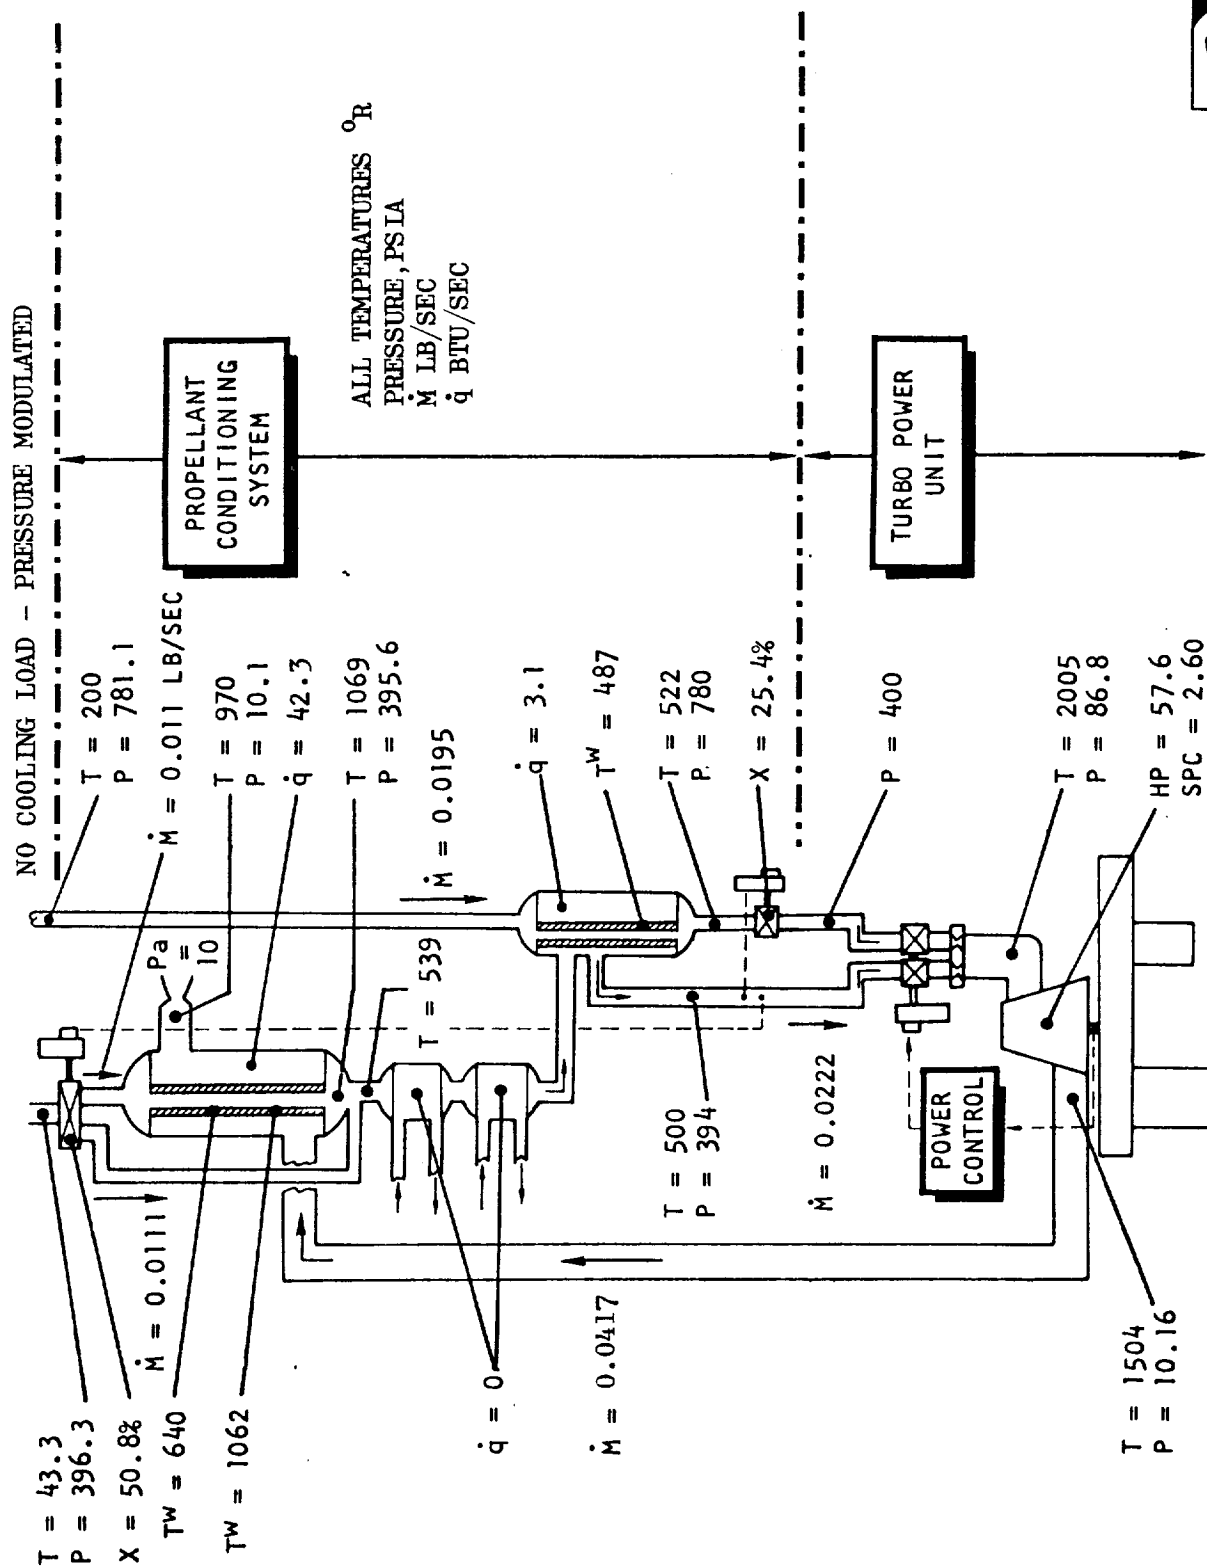 NO COOLING LOAD - PRESSURE MODULATED
T = 43.3
P = 396.3
X = 50.8%
Ṁ = 0.0111
Tw = 640
Tw = 1062
q̇ = 0
Ṁ = 0.0417
T = 1504
P = 10.16
Pa
=
10
T = 539
T = 500
P = 394
Ṁ = 0.0222
POWER
CONTROL
T = 200
P = 781.1
Ṁ = 0.011 LB/SEC
T = 970
P = 10.1
q̇ = 42.3
T = 1069
P = 395.6
Ṁ = 0.0195
q̇ = 3.1
Tw = 487
T = 522
P = 780
X = 25.4%
P = 400
T = 2005
P = 86.8
HP = 57.6
SPC = 2.60
PROPELLANT
CONDITIONING
SYSTEM
ALL TEMPERATURES °R
PRESSURE, PSIA
Ṁ LB/SEC
q̇ BTU/SEC
TURBO POWER
UNIT